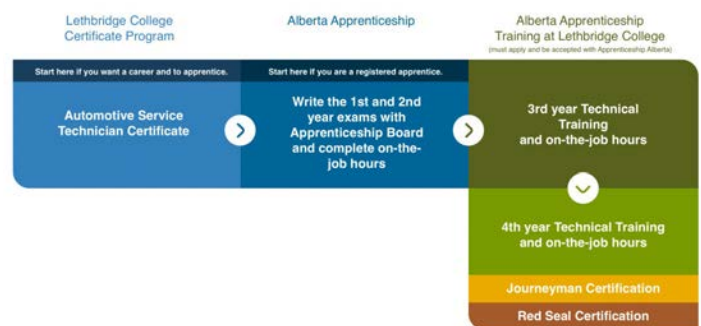 Lethbridge College
Certificate Program
Alberta Apprenticeship
Alberta Apprenticeship
Training at Lethbridge College
(must apply and be accepted with Apprenticeship Alberta)
Start here if you want a career and to apprentice.
Start here if you are a registered apprentice.
Automotive Service
Technician Certificate
Write the 1st and 2nd
year exams with
Apprenticeship Board
and complete on-the-
job hours
3rd year Technical
Training
and on-the-job hours
4th year Technical Training
and on-the-job hours
Journeyman Certification
Red Seal Certification